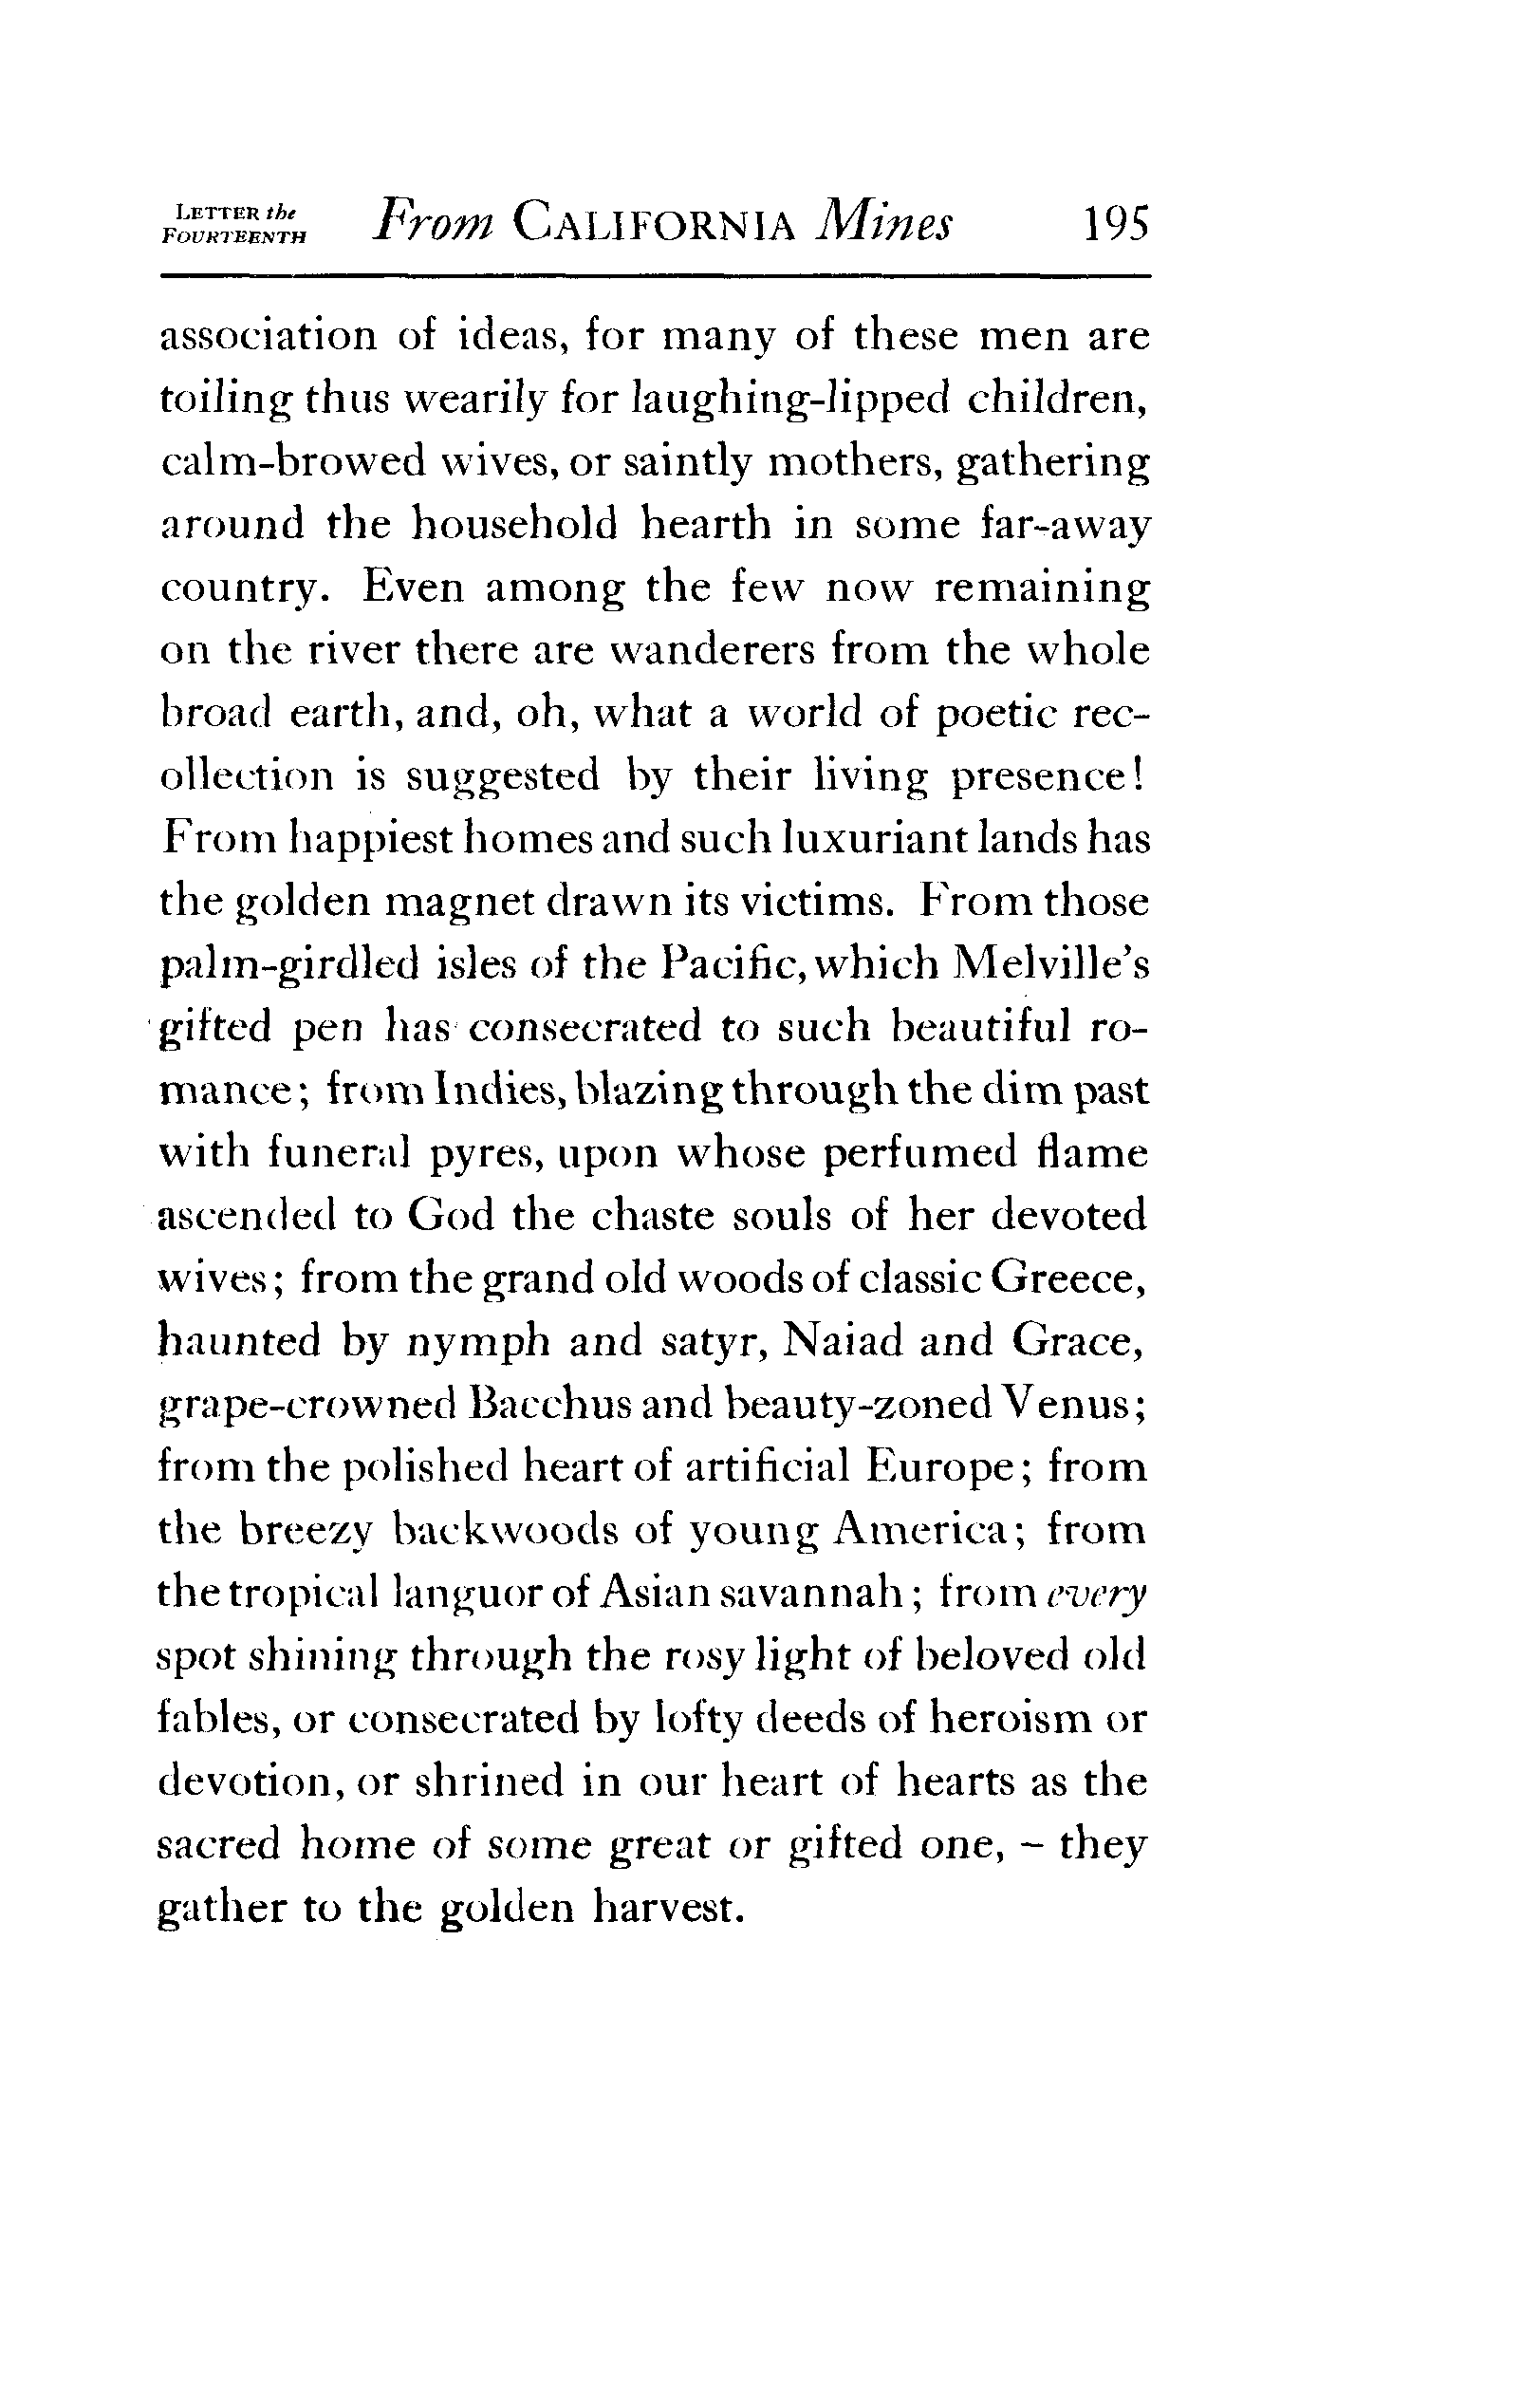 LETTER the
FOURTEENTH
From CALIFORNIA Mines 195
association of ideas, for many of these men are
toiling thus wearily for laughing-lipped children,
calm-browed wives, or saintly mothers, gathering
around the household hearth in some far-away
country. Even among the few now remaining
on the river there are wanderers from the whole
broad earth, and, oh, what a world of poetic rec-
ollection is suggested by their living presence!
From happiest homes and such luxuriant lands has
the golden magnet drawn its victims. From those
palm-girdled isles of the Pacific, which Melville's
gifted pen has consecrated to such beautiful ro-
mance; from Indies, blazing through the dim past
with funeral pyres, upon whose perfumed flame
ascended to God the chaste souls of her devoted
wives; from the grand old woods of classic Greece,
haunted by nymph and satyr, Naiad and Grace,
grape-crowned Bacchus and beauty-zoned Venus;
from the polished heart of artificial Europe; from
the breezy backwoods of young America; from
the tropical languor of Asian savannah; from every
spot shining through the rosy light of beloved old
fables, or consecrated by lofty deeds of heroism or
devotion, or shrined in our heart of hearts as the
sacred home of some great or gifted one, – they
gather to the golden harvest.